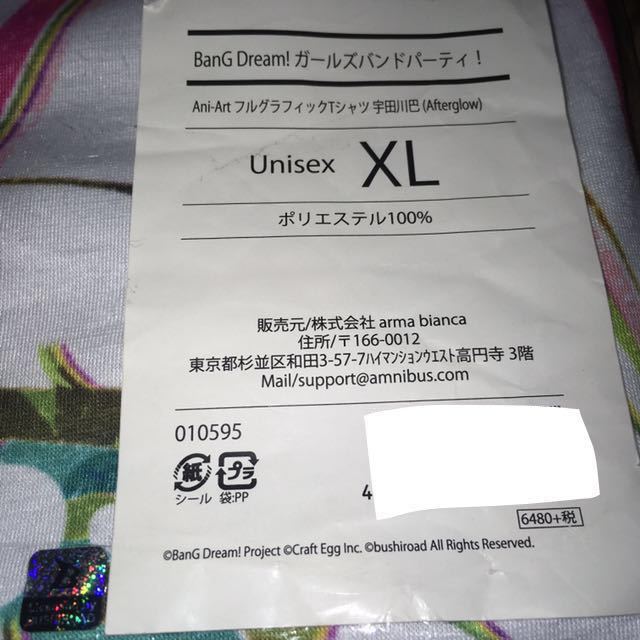 BanG Dream! ガールズバンドパーティ！
Ani-Art フルグラフィックTシャツ 宇田川巴 (Afterglow)
Unisex XL
ポリエステル100%
販売元/株式会社 arma bianca
住所/〒166-0012
東京都杉並区和田3-57-7ハイマンションウエスト高円寺 3階
Mail/support@amnibus.com
010595
紙 プラ
シール 袋:PP
4
6480+税
©BanG Dream! Project ©Craft Egg Inc. ©bushiroad All Rights Reserved.